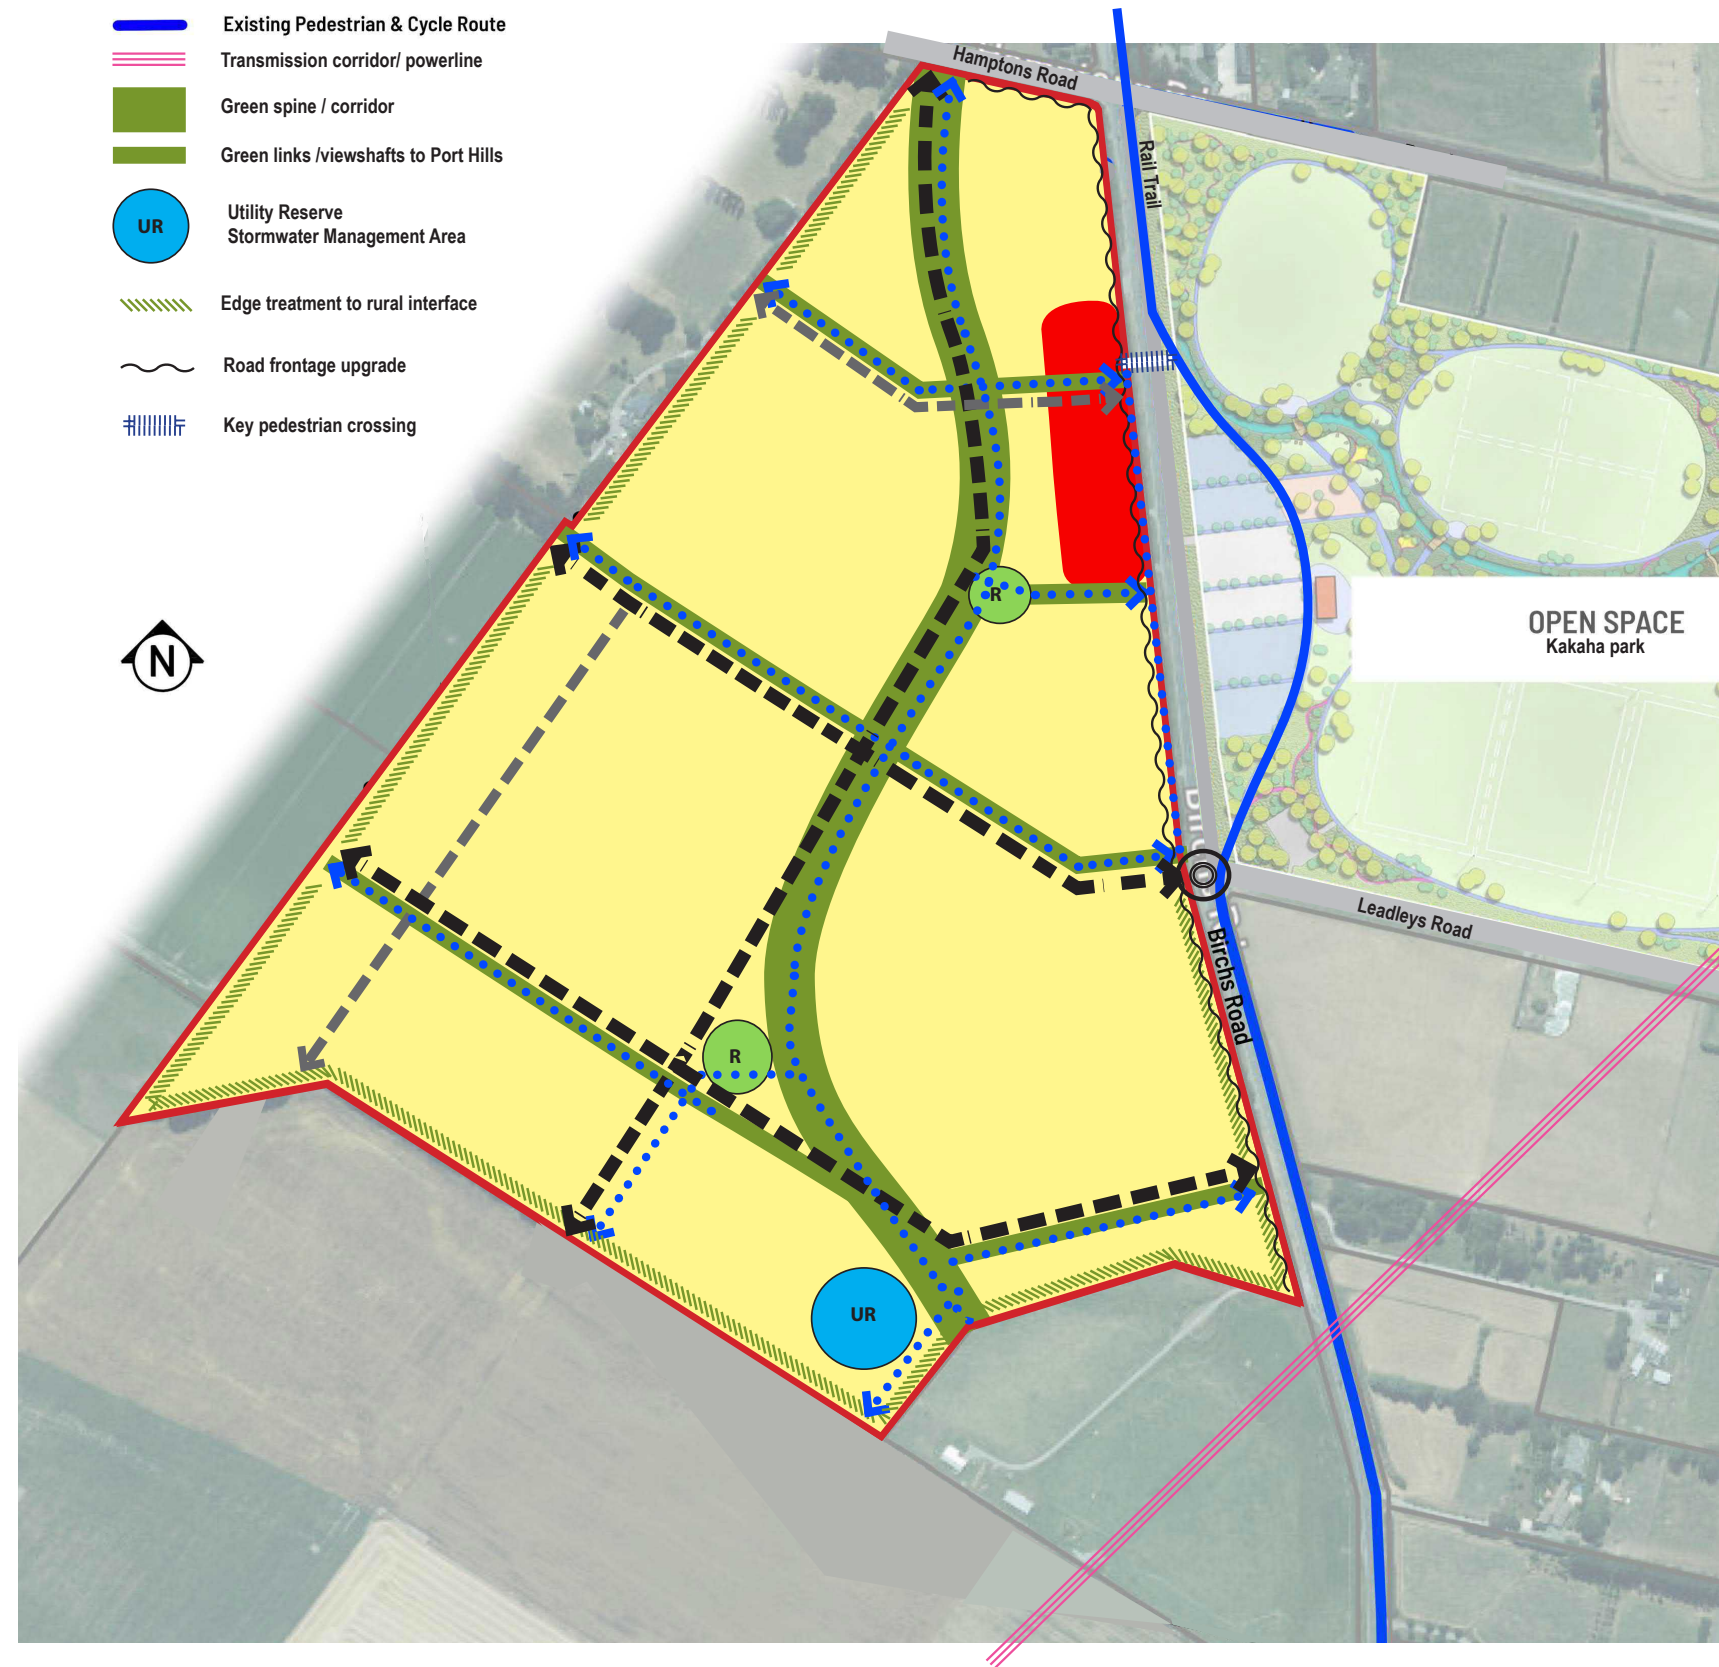 Existing Pedestrian & Cycle Route
Transmission corridor/ powerline
Green spine / corridor
Green links /viewshafts to Port Hills
UR
Utility Reserve
Stormwater Management Area
Edge treatment to rural interface
Road frontage upgrade
Key pedestrian crossing
N
Hamptons Road
Rail Trail
R
OPEN SPACE
Kakaha park
Leadleys Road
Birchs Road
R
UR